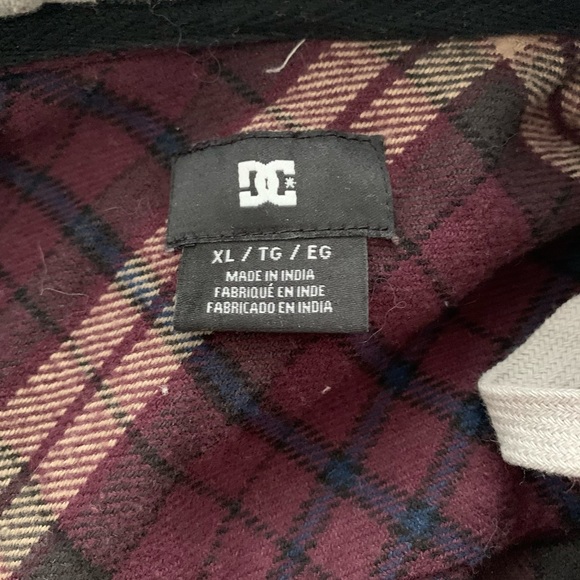 DC
XL / TG / EG
MADE IN INDIA
FABRIQUÉ EN INDE
FABRICADO EN INDIA